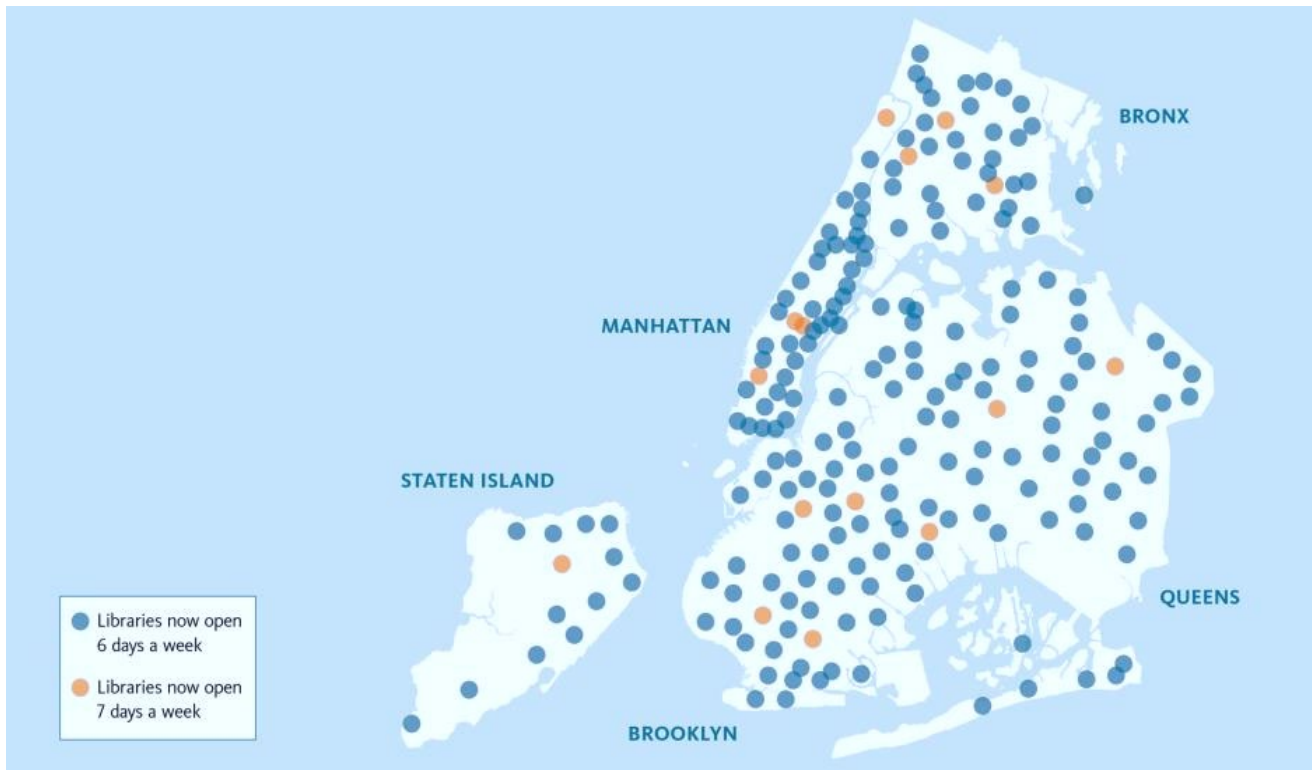 BRONX
MANHATTAN
STATEN ISLAND
QUEENS
BROOKLYN
Libraries now open
6 days a week
Libraries now open
7 days a week